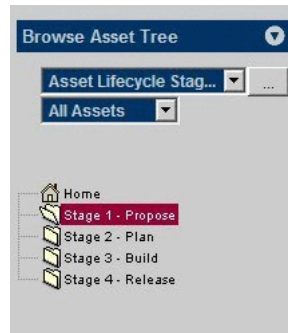 Browse Asset Tree
Asset Lifecycle Stag...
...
All Assets
Home
Stage 1 - Propose
Stage 2 - Plan
Stage 3 - Build
Stage 4 - Release